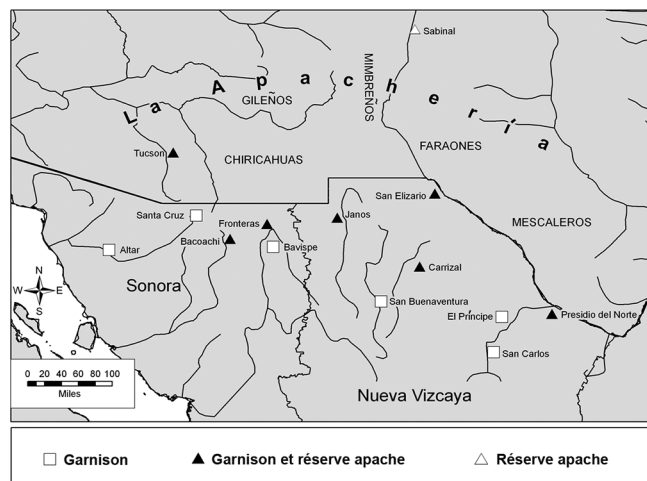 Sabinal
La Apachería
MIMBREÑOS
GILEÑOS
Tucson
CHIRICAHUAS
FARAONES
San Elizario
MESCALEROS
Santa Cruz
Fronteras
Janos
Altar
Bacoachi
Bavispe
Carrizal
N
W E
S
Sonora
San Buenaventura
El Príncipe
Presidio del Norte
San Carlos
0 20 40 60 80 100
Miles
Nueva Vizcaya
Garnison
Garnison et réserve apache
Réserve apache